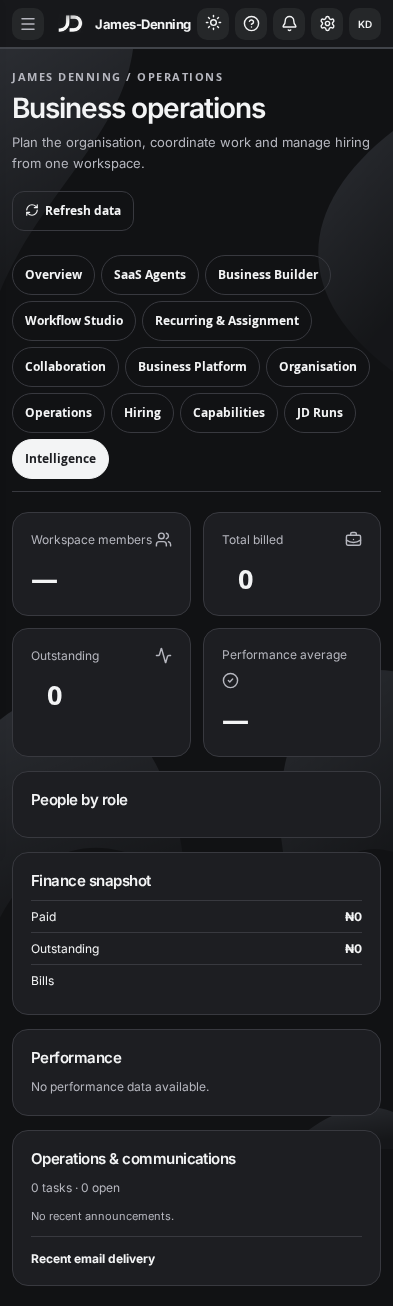 James-Denning
KD
JAMES DENNING / OPERATIONS
Business operations
Plan the organisation, coordinate work and manage hiring
from one workspace.
Refresh data
Overview
SaaS Agents
Business Builder
Workflow Studio
Recurring & Assignment
Collaboration
Business Platform
Organisation
Operations
Hiring
Capabilities
JD Runs
Intelligence
Workspace members
—
Total billed
0
Outstanding
0
Performance average
—
People by role
Finance snapshot
Paid ₦0
Outstanding ₦0
Bills
Performance
No performance data available.
Operations & communications
0 tasks · 0 open
No recent announcements.
Recent email delivery